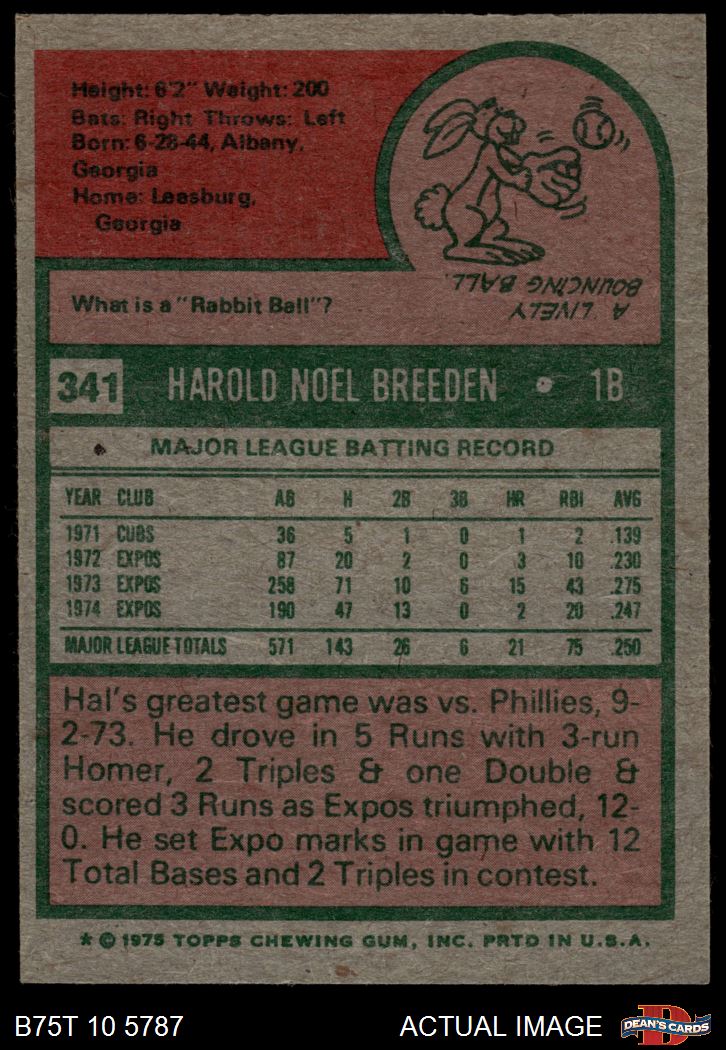 Height: 6'2" Weight: 200
Bats: Right Throws: Left
Born: 6-28-44, Albany,
Georgia
Home: Leesburg,
Georgia
What is a "Rabbit Ball"?
A LIVELY
BOUNCING BALL.
341 HAROLD NOEL BREEDEN • 1B
MAJOR LEAGUE BATTING RECORD
YEAR CLUB AB H 2B 3B HR RBI AVG
1971 CUBS 36 5 1 0 1 2 .139
1972 EXPOS 87 20 2 0 3 10 .230
1973 EXPOS 258 71 10 6 15 43 .275
1974 EXPOS 190 47 13 0 2 20 .247
MAJOR LEAGUE TOTALS 571 143 26 6 21 75 .250
Hal's greatest game was vs. Phillies, 9-
2-73. He drove in 5 Runs with 3-run
Homer, 2 Triples & one Double &
scored 3 Runs as Expos triumphed, 12-
0. He set Expo marks in game with 12
Total Bases and 2 Triples in contest.
* © 1975 TOPPS CHEWING GUM, INC. PRTD IN U.S.A.
B75T 10 5787 ACTUAL IMAGE
D
DEAN'S CARDS